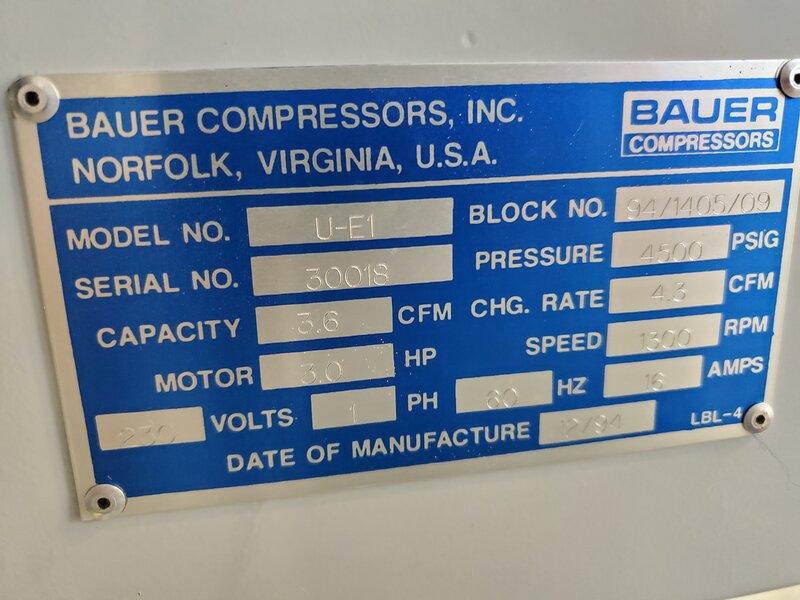 BAUER COMPRESSORS, INC.
NORFOLK, VIRGINIA, U.S.A.
BAUER
COMPRESSORS
MODEL NO. U-E1 BLOCK NO. 94/1405/09
SERIAL NO. 30018 PRESSURE 4500 PSIG
CAPACITY 3.6 CFM CHG. RATE 4.3 CFM
MOTOR 3.0 HP SPEED 1300 RPM
230 VOLTS 1 PH 60 HZ 16 AMPS
DATE OF MANUFACTURE 12/94 LBL-4